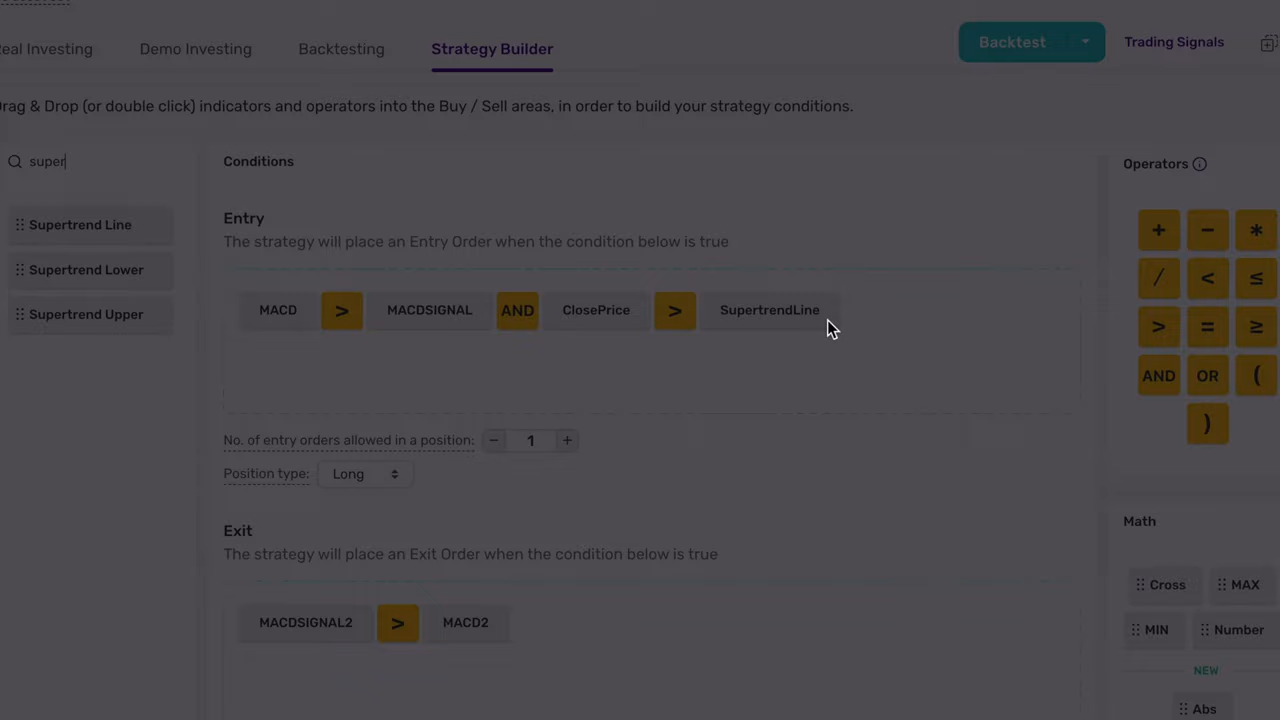 eal Investing Demo Investing Backtesting Strategy Builder Backtest Trading Signals
rag & Drop (or double click) indicators and operators into the Buy / Sell areas, in order to build your strategy conditions.
super
Supertrend Line
Supertrend Lower
Supertrend Upper
Conditions
Entry
The strategy will place an Entry Order when the condition below is true
MACD > MACDSIGNAL AND ClosePrice > SupertrendLine
No. of entry orders allowed in a position: − 1 +
Position type: Long
Exit
The strategy will place an Exit Order when the condition below is true
MACDSIGNAL2 > MACD2
Operators
+ − *
/ < ≤
> = ≥
AND OR (
)
Math
Cross MAX
MIN Number
NEW
Abs